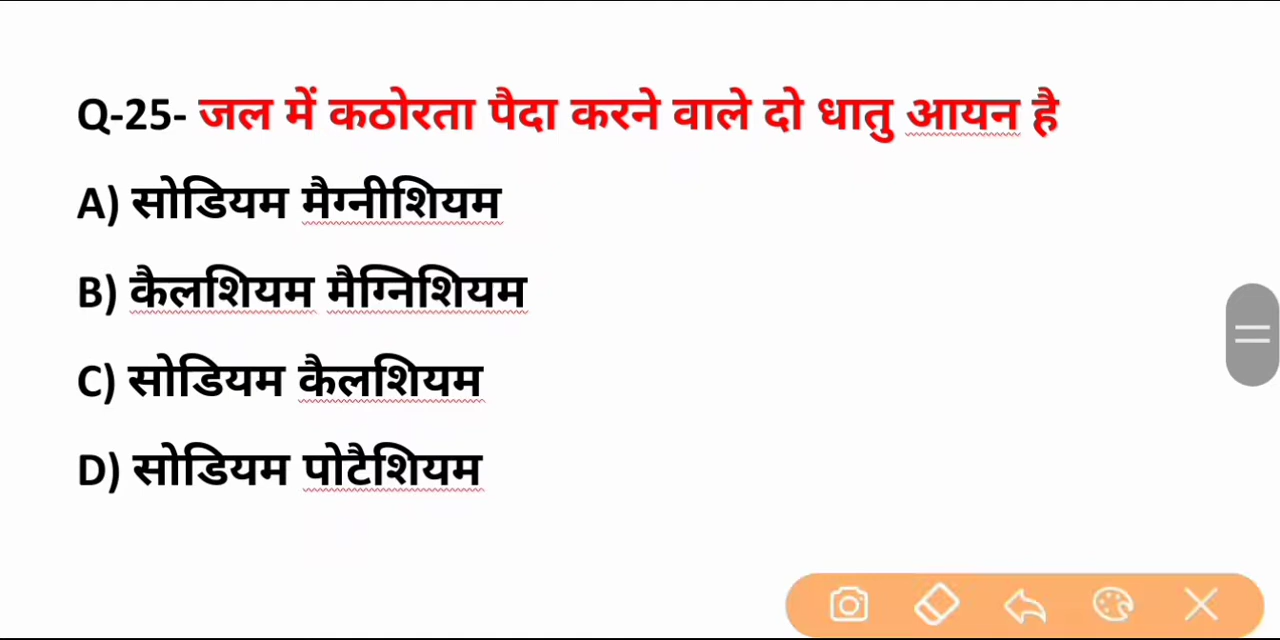 Q-25- जल में कठोरता पैदा करने वाले दो धातु आयन है
A) सोडियम मैग्नीशियम
B) कैलशियम मैग्निशियम
C) सोडियम कैलशियम
D) सोडियम पोटैशियम